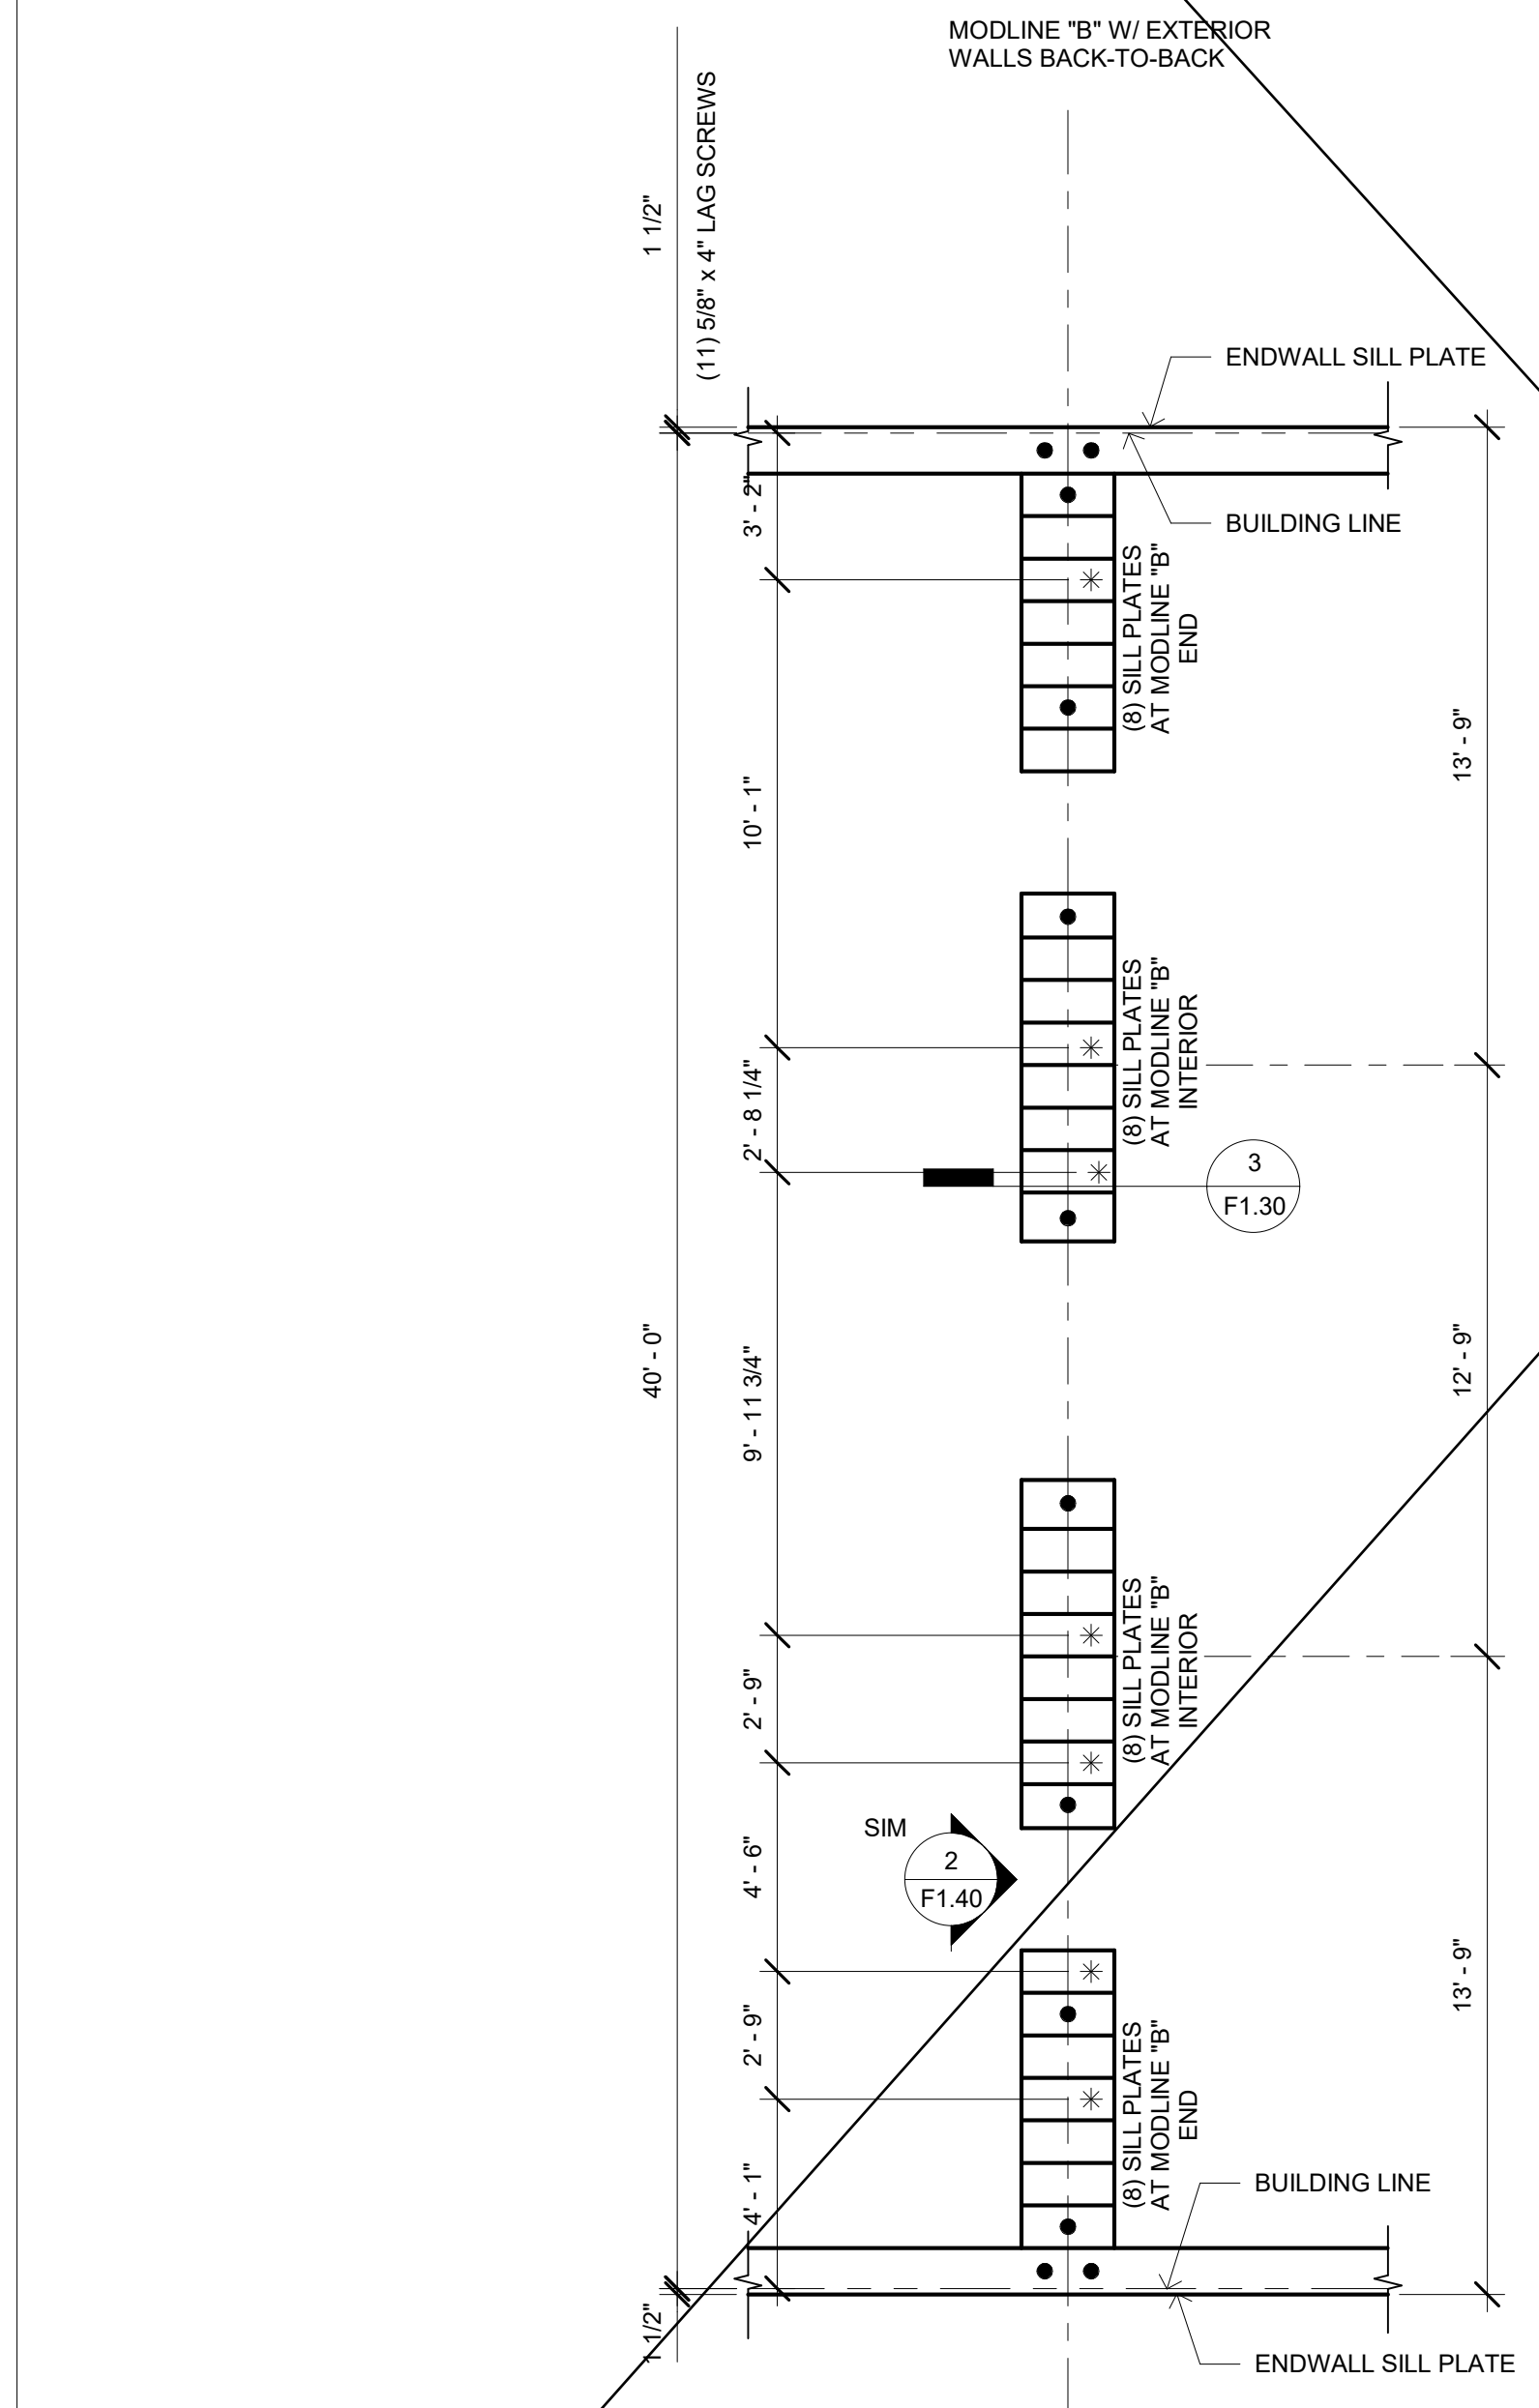 MODLINE "B" W/ EXTERIOR
WALLS BACK-TO-BACK
1 1/2"
(11) 5/8" x 4" LAG SCREWS
ENDWALL SILL PLATE
BUILDING LINE
3' - 2"
(8) SILL PLATES
AT MODLINE "B"
END
13' - 9"
10' - 1"
(8) SILL PLATES
AT MODLINE "B"
INTERIOR
2' - 8 1/4"
3
F1.30
40' - 0"
9' - 11 3/4"
12' - 9"
(8) SILL PLATES
AT MODLINE "B"
INTERIOR
2' - 9"
SIM
2
F1.40
4' - 6"
13' - 9"
2' - 9"
(8) SILL PLATES
AT MODLINE "B"
END
4' - 1"
BUILDING LINE
1 1/2"
ENDWALL SILL PLATE